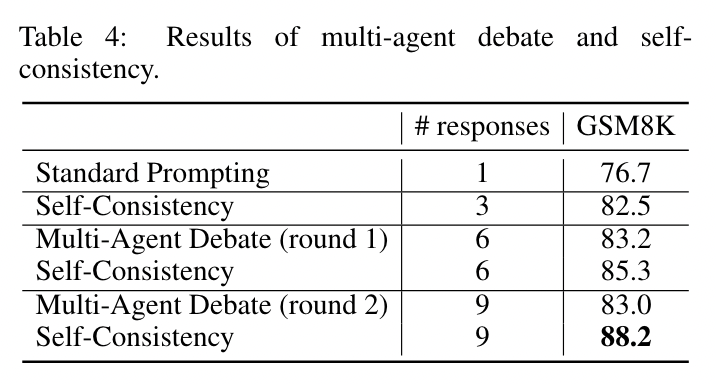 Table 4: Results of multi-agent debate and self-
consistency.
# responses GSM8K
Standard Prompting 1 76.7
Self-Consistency 3 82.5
Multi-Agent Debate (round 1) 6 83.2
Self-Consistency 6 85.3
Multi-Agent Debate (round 2) 9 83.0
Self-Consistency 9 88.2